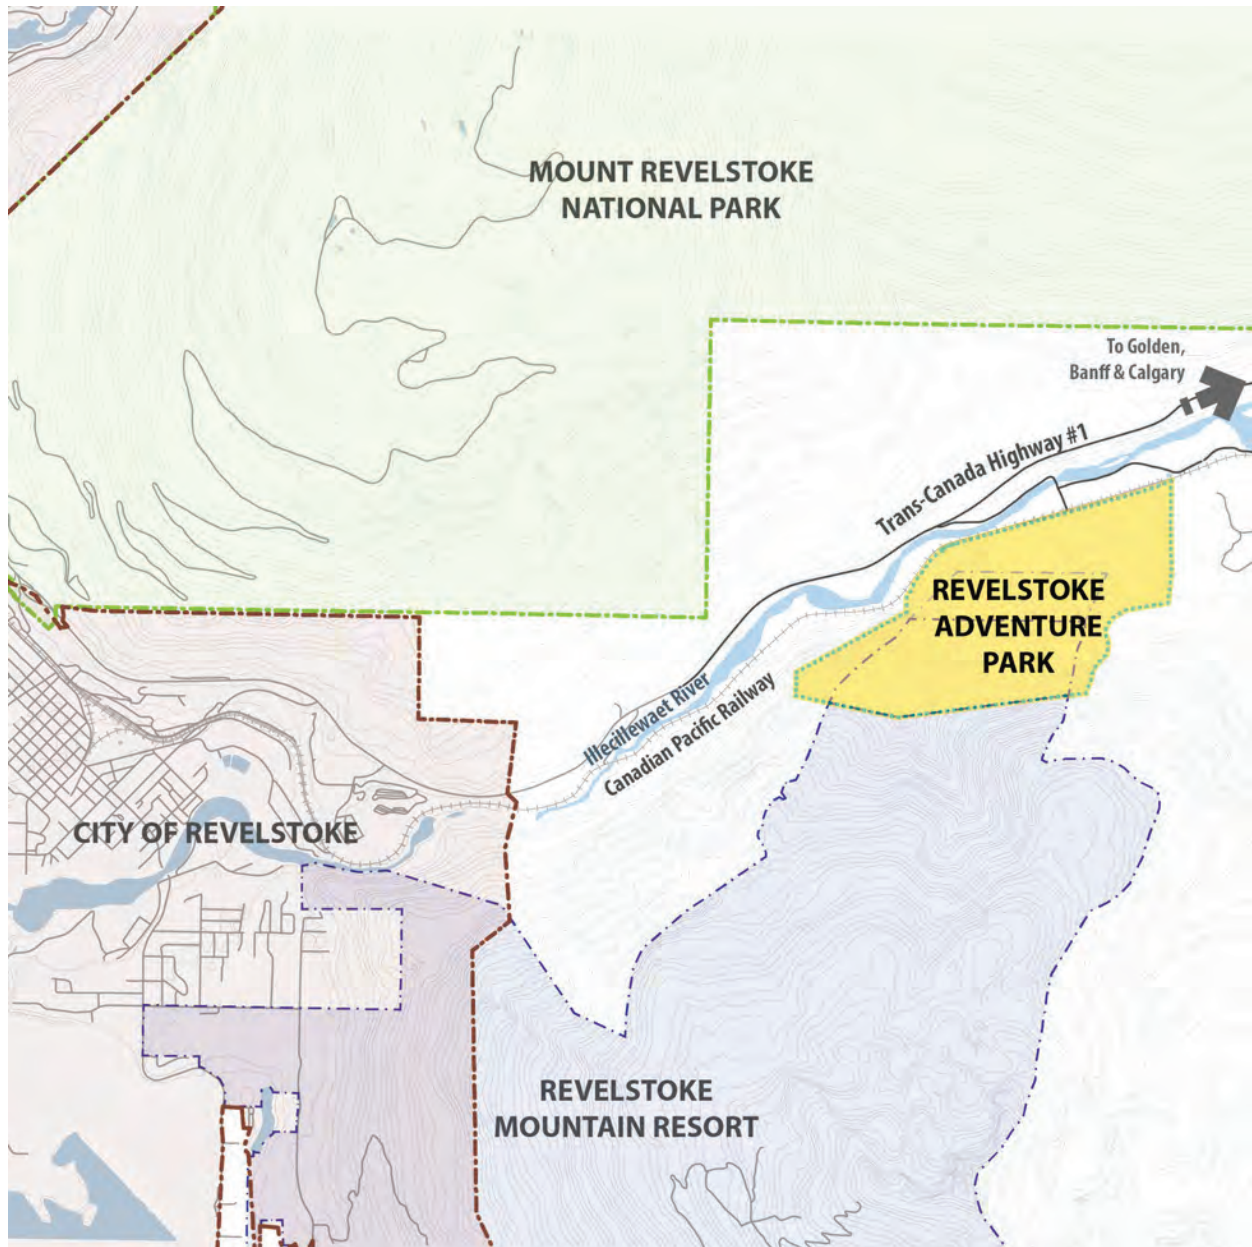 MOUNT REVELSTOKE
NATIONAL PARK
To Golden,
Banff & Calgary
Trans-Canada Highway #1
REVELSTOKE
ADVENTURE
PARK
Illecillewaet River
Canadian Pacific Railway
CITY OF REVELSTOKE
REVELSTOKE
MOUNTAIN RESORT